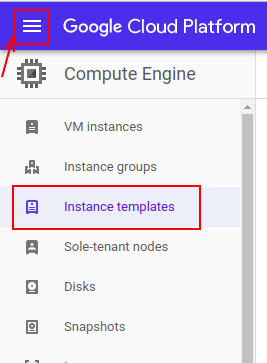 Google Cloud Platform
Compute Engine
VM instances
Instance groups
Instance templates
Sole-tenant nodes
Disks
Snapshots